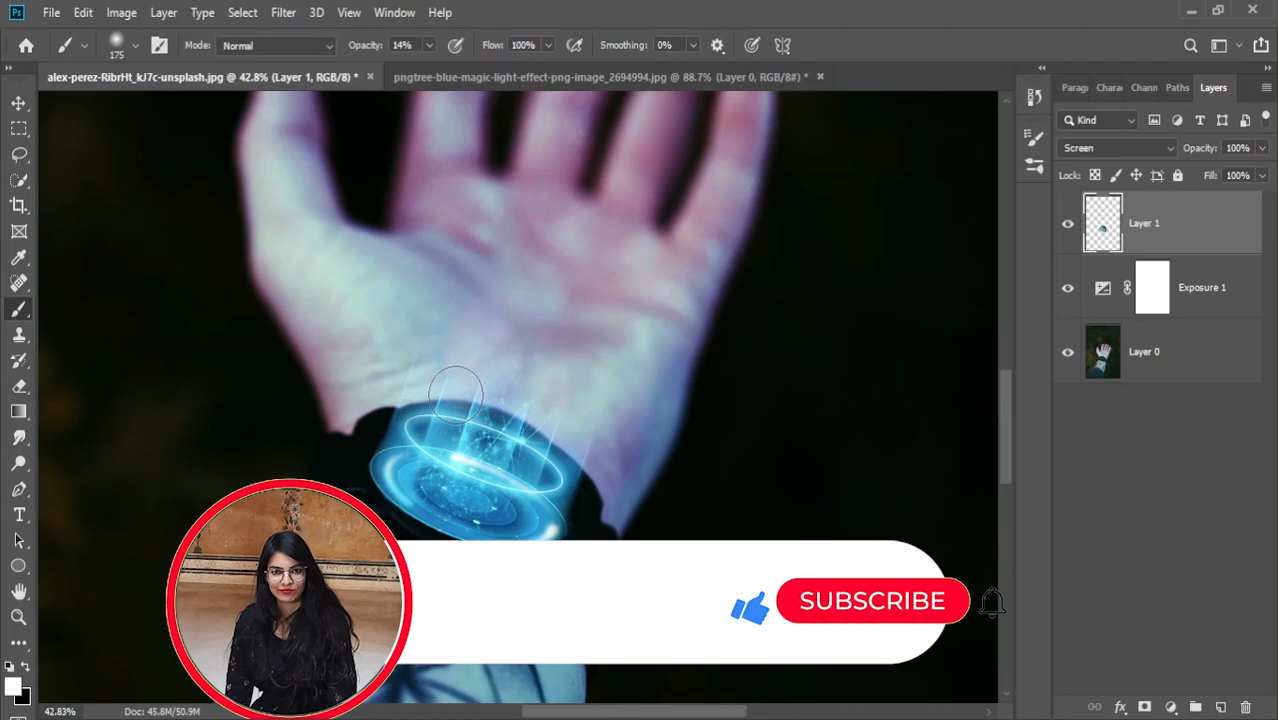 Ps File Edit Image Layer Type Select Filter 3D View Window Help
175 Mode: Normal Opacity: 14% Flow: 100% Smoothing: 0%
alex-perez-RibrHt_kJ7c-unsplash.jpg @ 42.8% (Layer 1, RGB/8) * pngtree-blue-magic-light-effect-png-image_2694994.jpg @ 88.7% (Layer 0, RGB/8#) *
Paragı Chara Chann Paths Layers
Kind
Screen Opacity: 100%
Lock: Fill: 100%
Layer 1
Exposure 1
Layer 0
SUBSCRIBE
42.83% Doc: 45.8M/50.9M